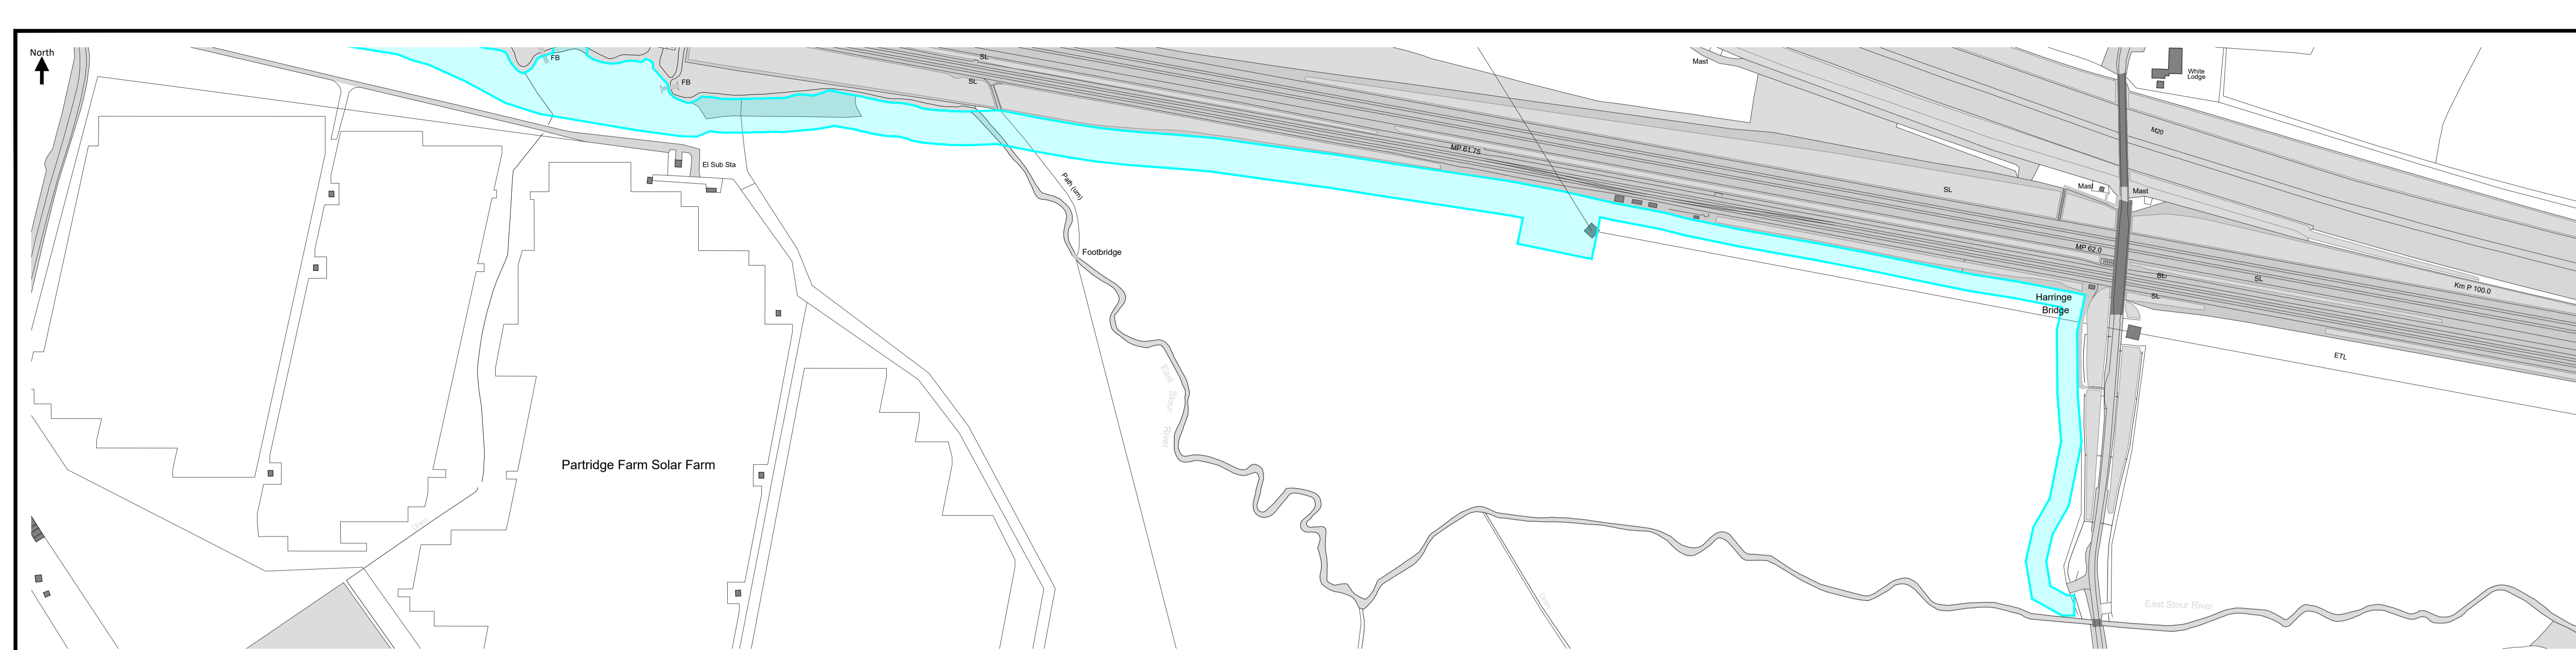 North
FB
FB
SL
SL
Mast
White
Lodge
M20
MP 61.75
El Sub Sta
Path (um)
SL
Mast
Mast
Footbridge
MP 62.0
SL
SL
SL
Km P 100.0
Harringe
Bridge
ETL
East Stour River
Partridge Farm Solar Farm
Drain
Drain
East Stour River